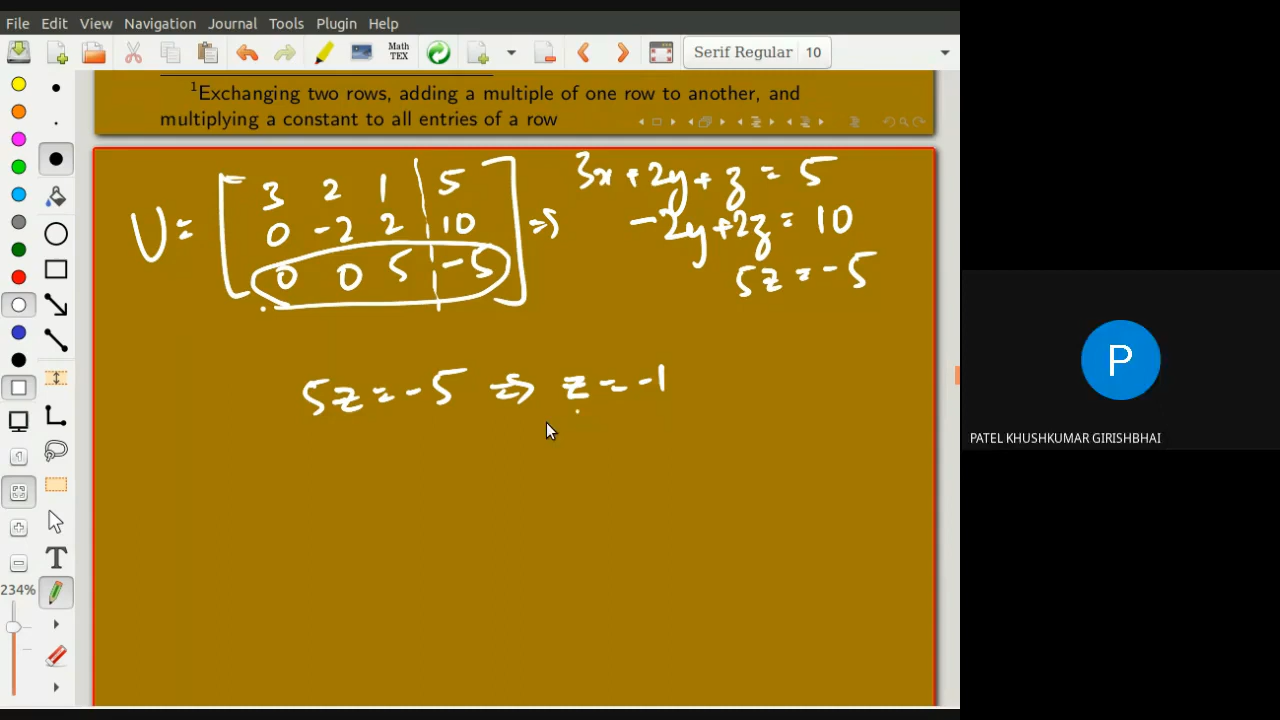 File Edit View Navigation Journal Tools Plugin Help
Math TEX
Serif Regular 10
1Exchanging two rows, adding a multiple of one row to another, and
multiplying a constant to all entries of a row
U = [ 3 2 1 | 5
0 -2 2 | 10
0 0 5 | -5 ]
⇒ 3x + 2y + z = 5
-2y + 2z = 10
5z = -5
5z = -5 ⇒ z = -1
234%
T
P
PATEL KHUSHKUMAR GIRISHBHAI